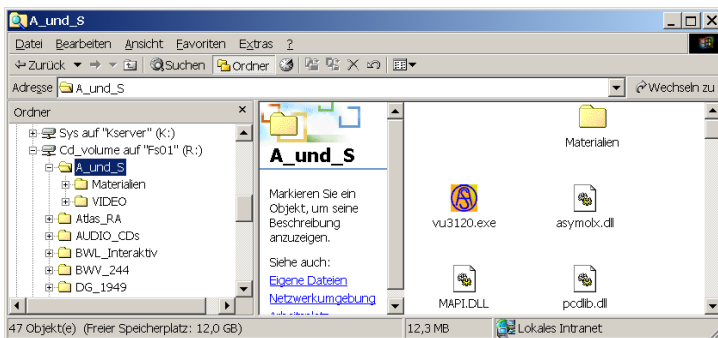 A_und_S
Datei Bearbeiten Ansicht Favoriten Extras ?
Zurück Suchen Ordner
Adresse A_und_S Wechseln zu
Ordner ×
Sys auf "Kserver" (K:)
Cd_volume auf "Fs01" (R:)
A_und_S
Materialien
VIDEO
Atlas_RA
AUDIO_CDs
BWL_Interaktiv
BWV_244
DG_1949
A_und_S
Markieren Sie ein
Objekt, um seine
Beschreibung
anzuzeigen.
Siehe auch:
Eigene Dateien
Netzwerkumgebung
Materialien
vu3120.exe asymolx.dll
MAPI.DLL pcdlib.dll
47 Objekt(e) (Freier Speicherplatz: 12,0 GB) 12,3 MB Lokales Intranet